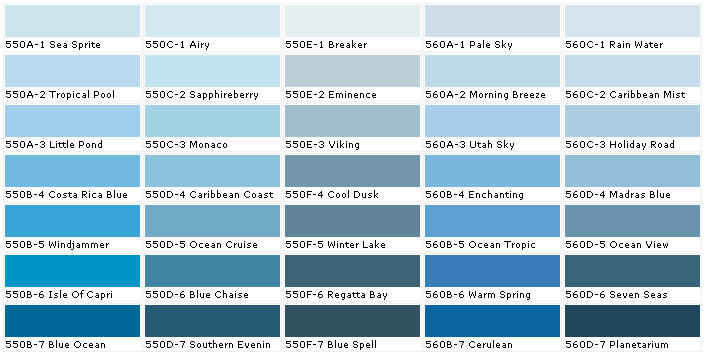 550A-1 Sea Sprite 550C-1 Airy 550E-1 Breaker 560A-1 Pale Sky 560C-1 Rain Water
550A-2 Tropical Pool 550C-2 Sapphireberry 550E-2 Eminence 560A-2 Morning Breeze 560C-2 Caribbean Mist
550A-3 Little Pond 550C-3 Monaco 550E-3 Viking 560A-3 Utah Sky 560C-3 Holiday Road
550B-4 Costa Rica Blue 550D-4 Caribbean Coast 550F-4 Cool Dusk 560B-4 Enchanting 560D-4 Madras Blue
550B-5 Windjammer 550D-5 Ocean Cruise 550F-5 Winter Lake 560B-5 Ocean Tropic 560D-5 Ocean View
550B-6 Isle Of Capri 550D-6 Blue Chaise 550F-6 Regatta Bay 560B-6 Warm Spring 560D-6 Seven Seas
550B-7 Blue Ocean 550D-7 Southern Evenin 550F-7 Blue Spell 560B-7 Cerulean 560D-7 Planetarium